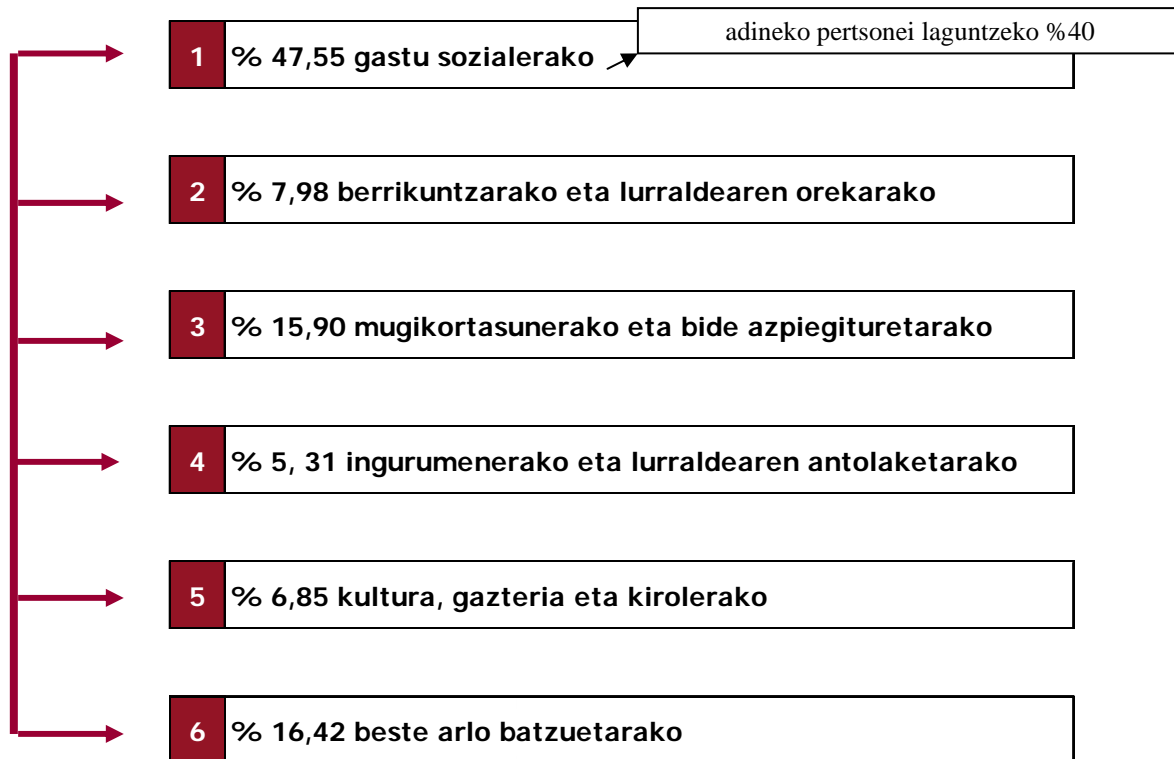 adineko pertsonei laguntzeko %40
1 % 47,55 gastu sozialerako
2 % 7,98 berrikuntzarako eta lurraldearen orekarako
3 % 15,90 mugikortasunerako eta bide azpiegituretarako
4 % 5, 31 ingurumenerako eta lurraldearen antolaketarako
5 % 6,85 kultura, gazteria eta kirolerako
6 % 16,42 beste arlo batzuetarako